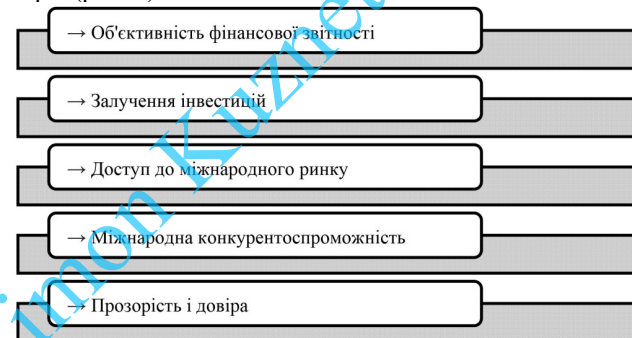 → Об'єктивність фінансової звітності
→ Залучення інвестицій
→ Доступ до міжнародного ринку
→ Міжнародна конкурентоспроможність
→ Прозорість і довіра